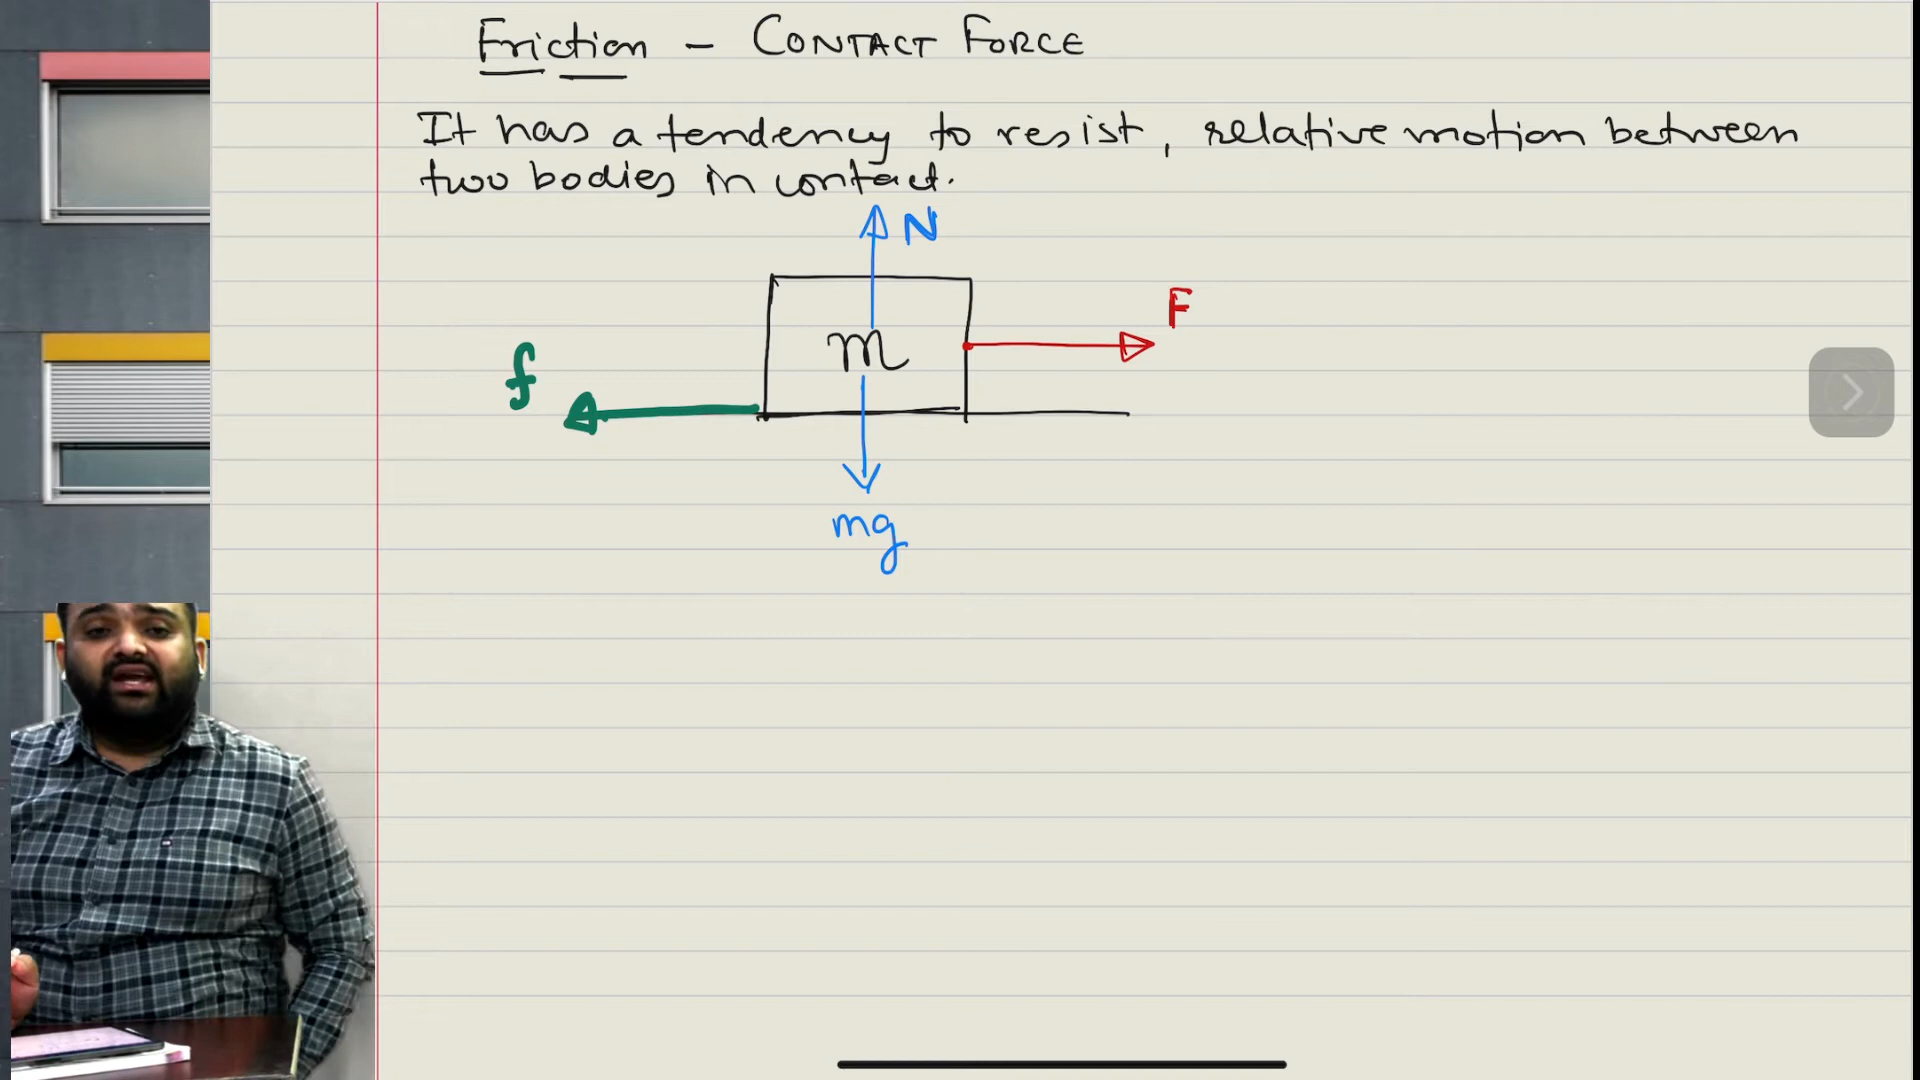 Friction - CONTACT FORCE
It has a tendency to resist, relative motion between
two bodies in contact.
N
F
m
f
mg